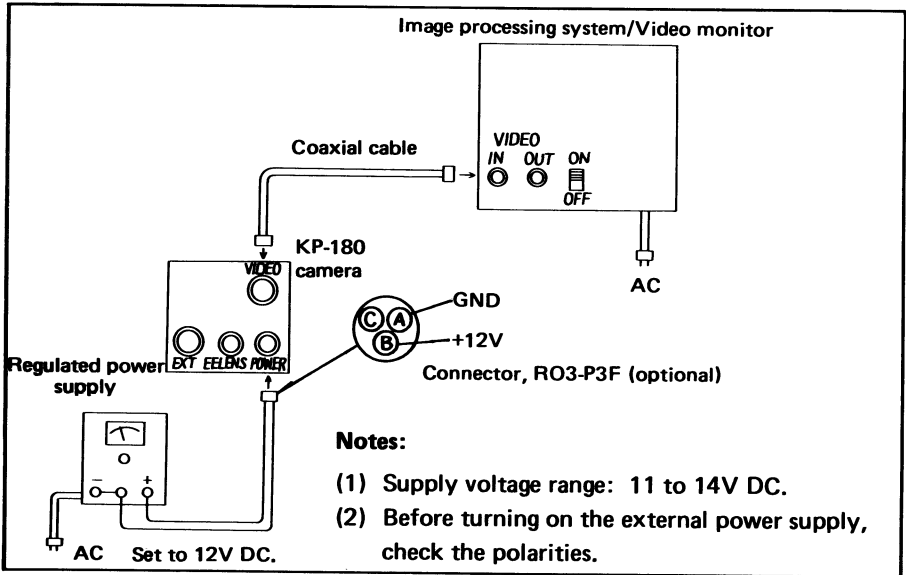 Image processing system/Video monitor
VIDEO
IN OUT ON
OFF
Coaxial cable
AC
KP-180
camera
VIDEO
EXT EELENS POWER
C A
B
GND
+12V
Connector, RO3-P3F (optional)
Regulated power
supply
− +
AC
Set to 12V DC.
Notes:
(1) Supply voltage range: 11 to 14V DC.
(2) Before turning on the external power supply,
check the polarities.